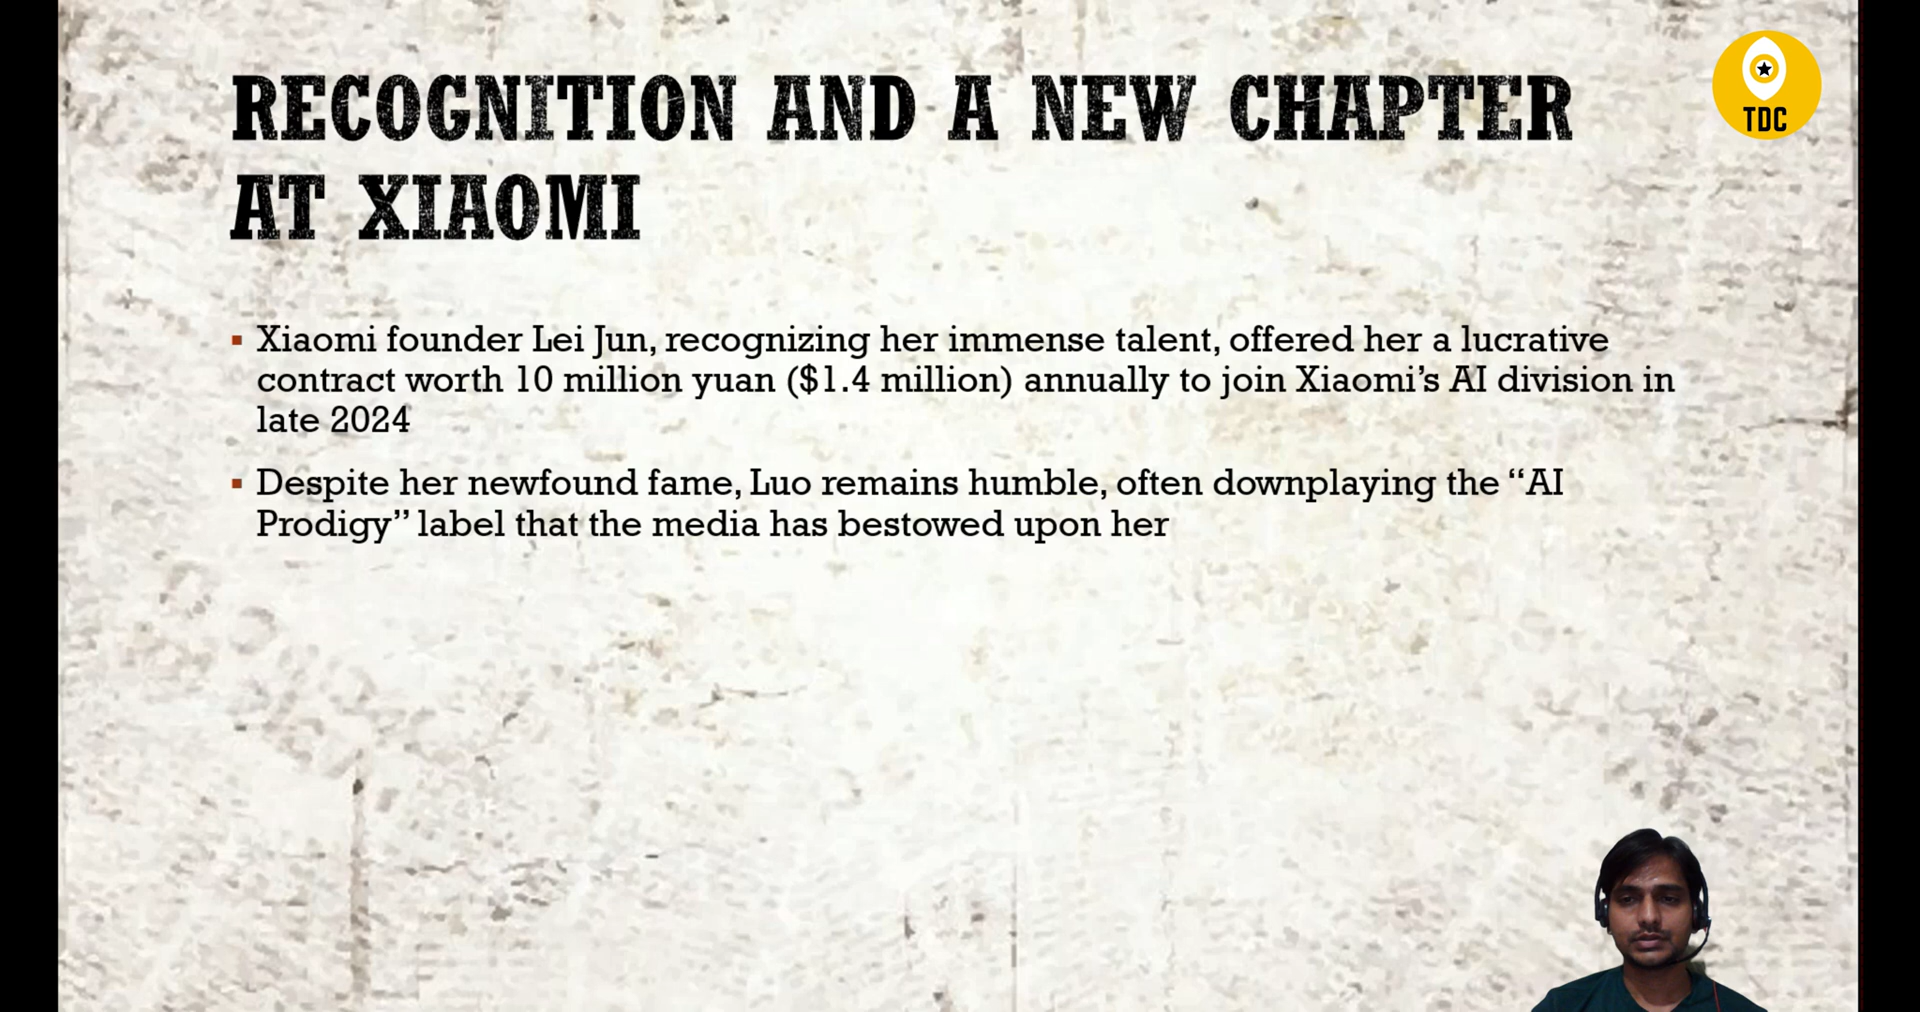 RECOGNITION AND A NEW CHAPTER
AT XIAOMI
TDC
Xiaomi founder Lei Jun, recognizing her immense talent, offered her a lucrative
contract worth 10 million yuan ($1.4 million) annually to join Xiaomi’s AI division in
late 2024
Despite her newfound fame, Luo remains humble, often downplaying the “AI
Prodigy” label that the media has bestowed upon her